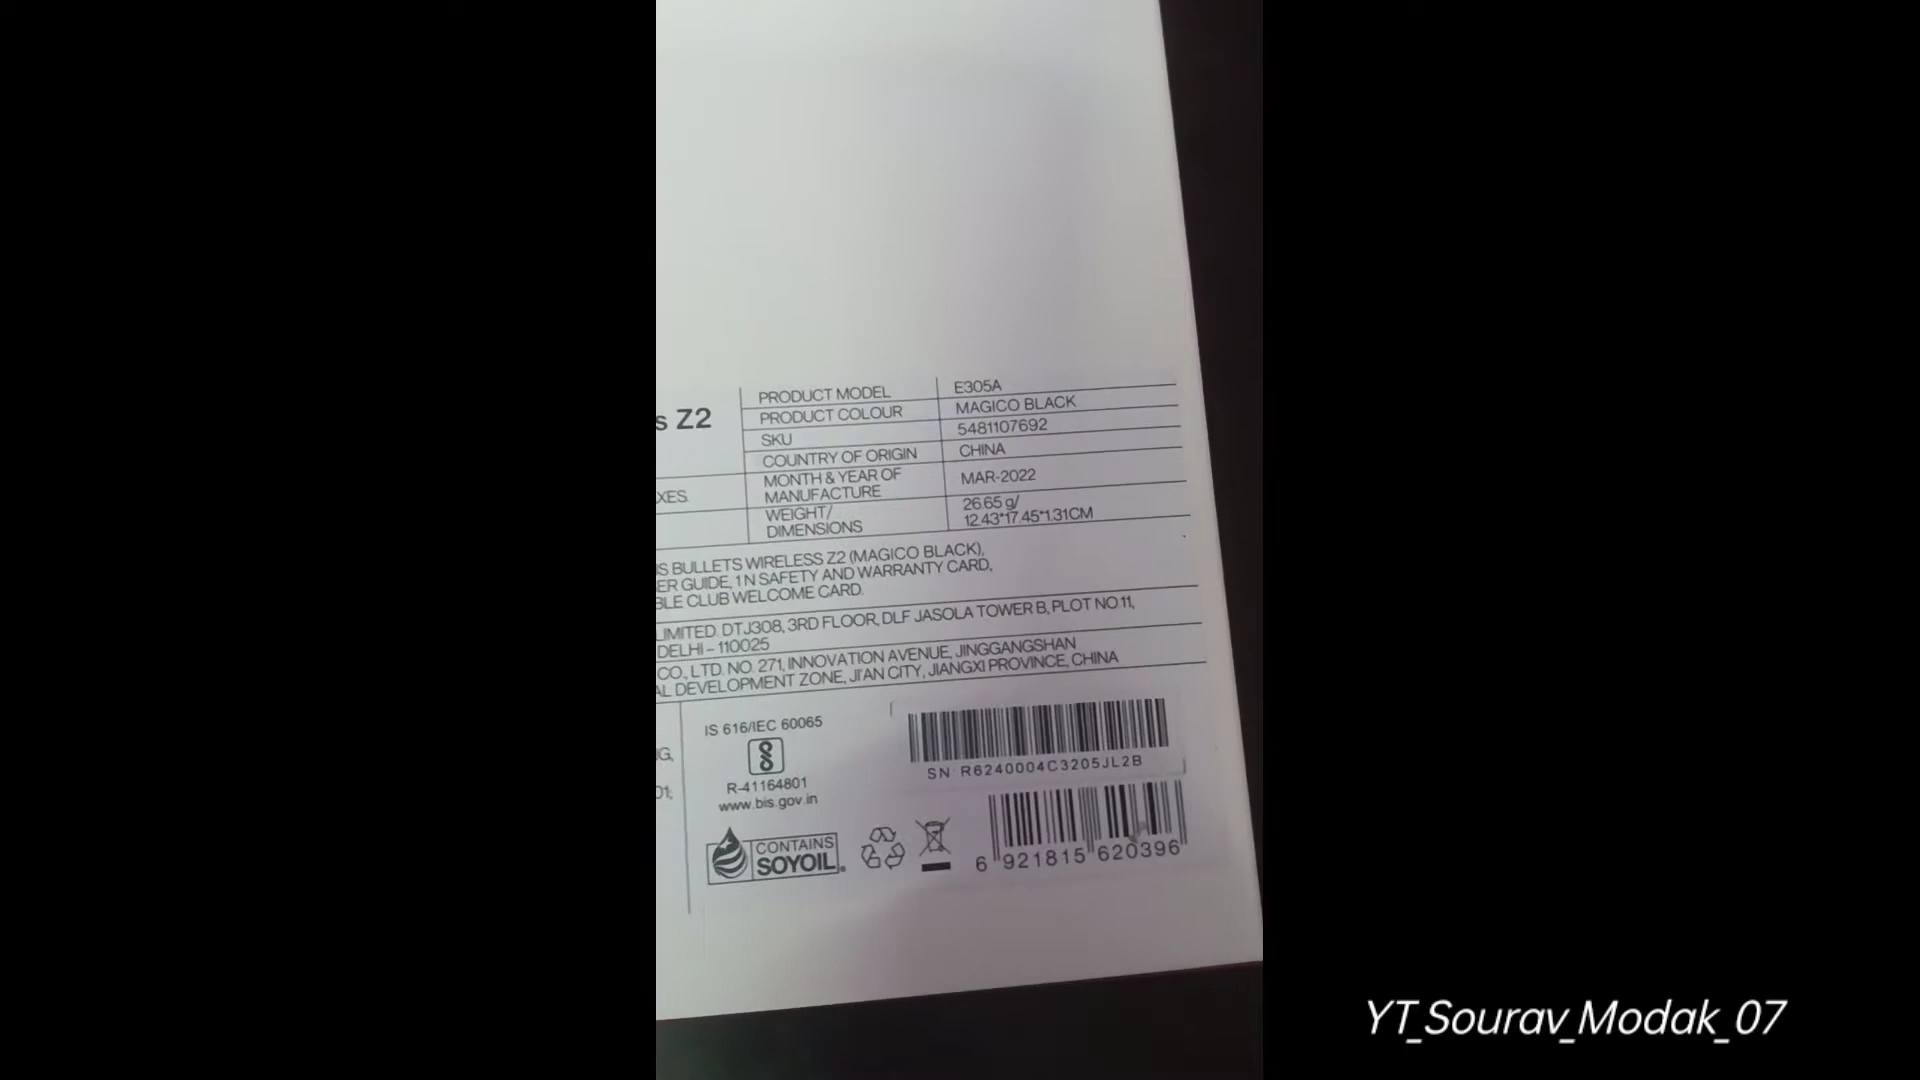 s Z2
PRODUCT MODEL E305A
PRODUCT COLOUR MAGICO BLACK
SKU 5481107692
COUNTRY OF ORIGIN CHINA
XES.
MONTH & YEAR OF
MANUFACTURE
MAR-2022
WEIGHT/
DIMENSIONS
26.65 g/
12.43*17.45*1.31CM
S BULLETS WIRELESS Z2 (MAGICO BLACK),
ER GUIDE, 1 N SAFETY AND WARRANTY CARD,
BLE CLUB WELCOME CARD.
IMITED. DTJ308, 3RD FLOOR, DLF JASOLA TOWER B, PLOT NO 11,
DELHI – 110025
CO., LTD. NO. 271, INNOVATION AVENUE, JINGGANGSHAN
AL DEVELOPMENT ZONE, JI'AN CITY, JIANGXI PROVINCE, CHINA
G,
01;
IS 616/IEC 60065
R-41164801
www.bis.gov.in
CONTAINS
SOYOIL
SN R6240004C3205JL2B
6 921815 620396
YT_Sourav_Modak_07